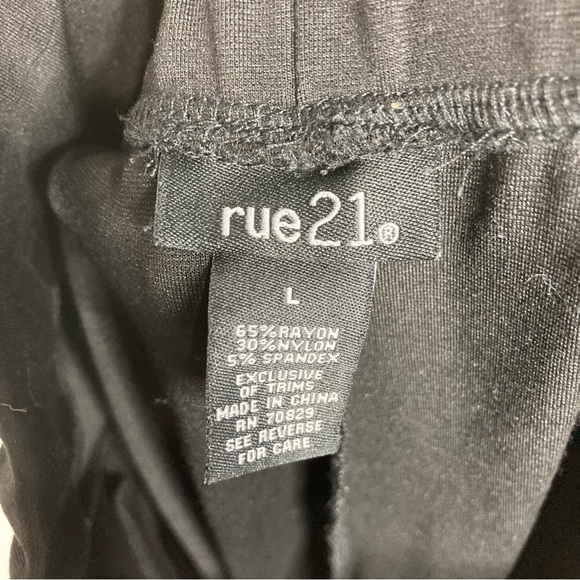 rue21®
L
65%RAYON
30%NYLON
5% SPANDEX
EXCLUSIVE
OF TRIMS
MADE IN CHINA
RN 70829
SEE REVERSE
FOR CARE